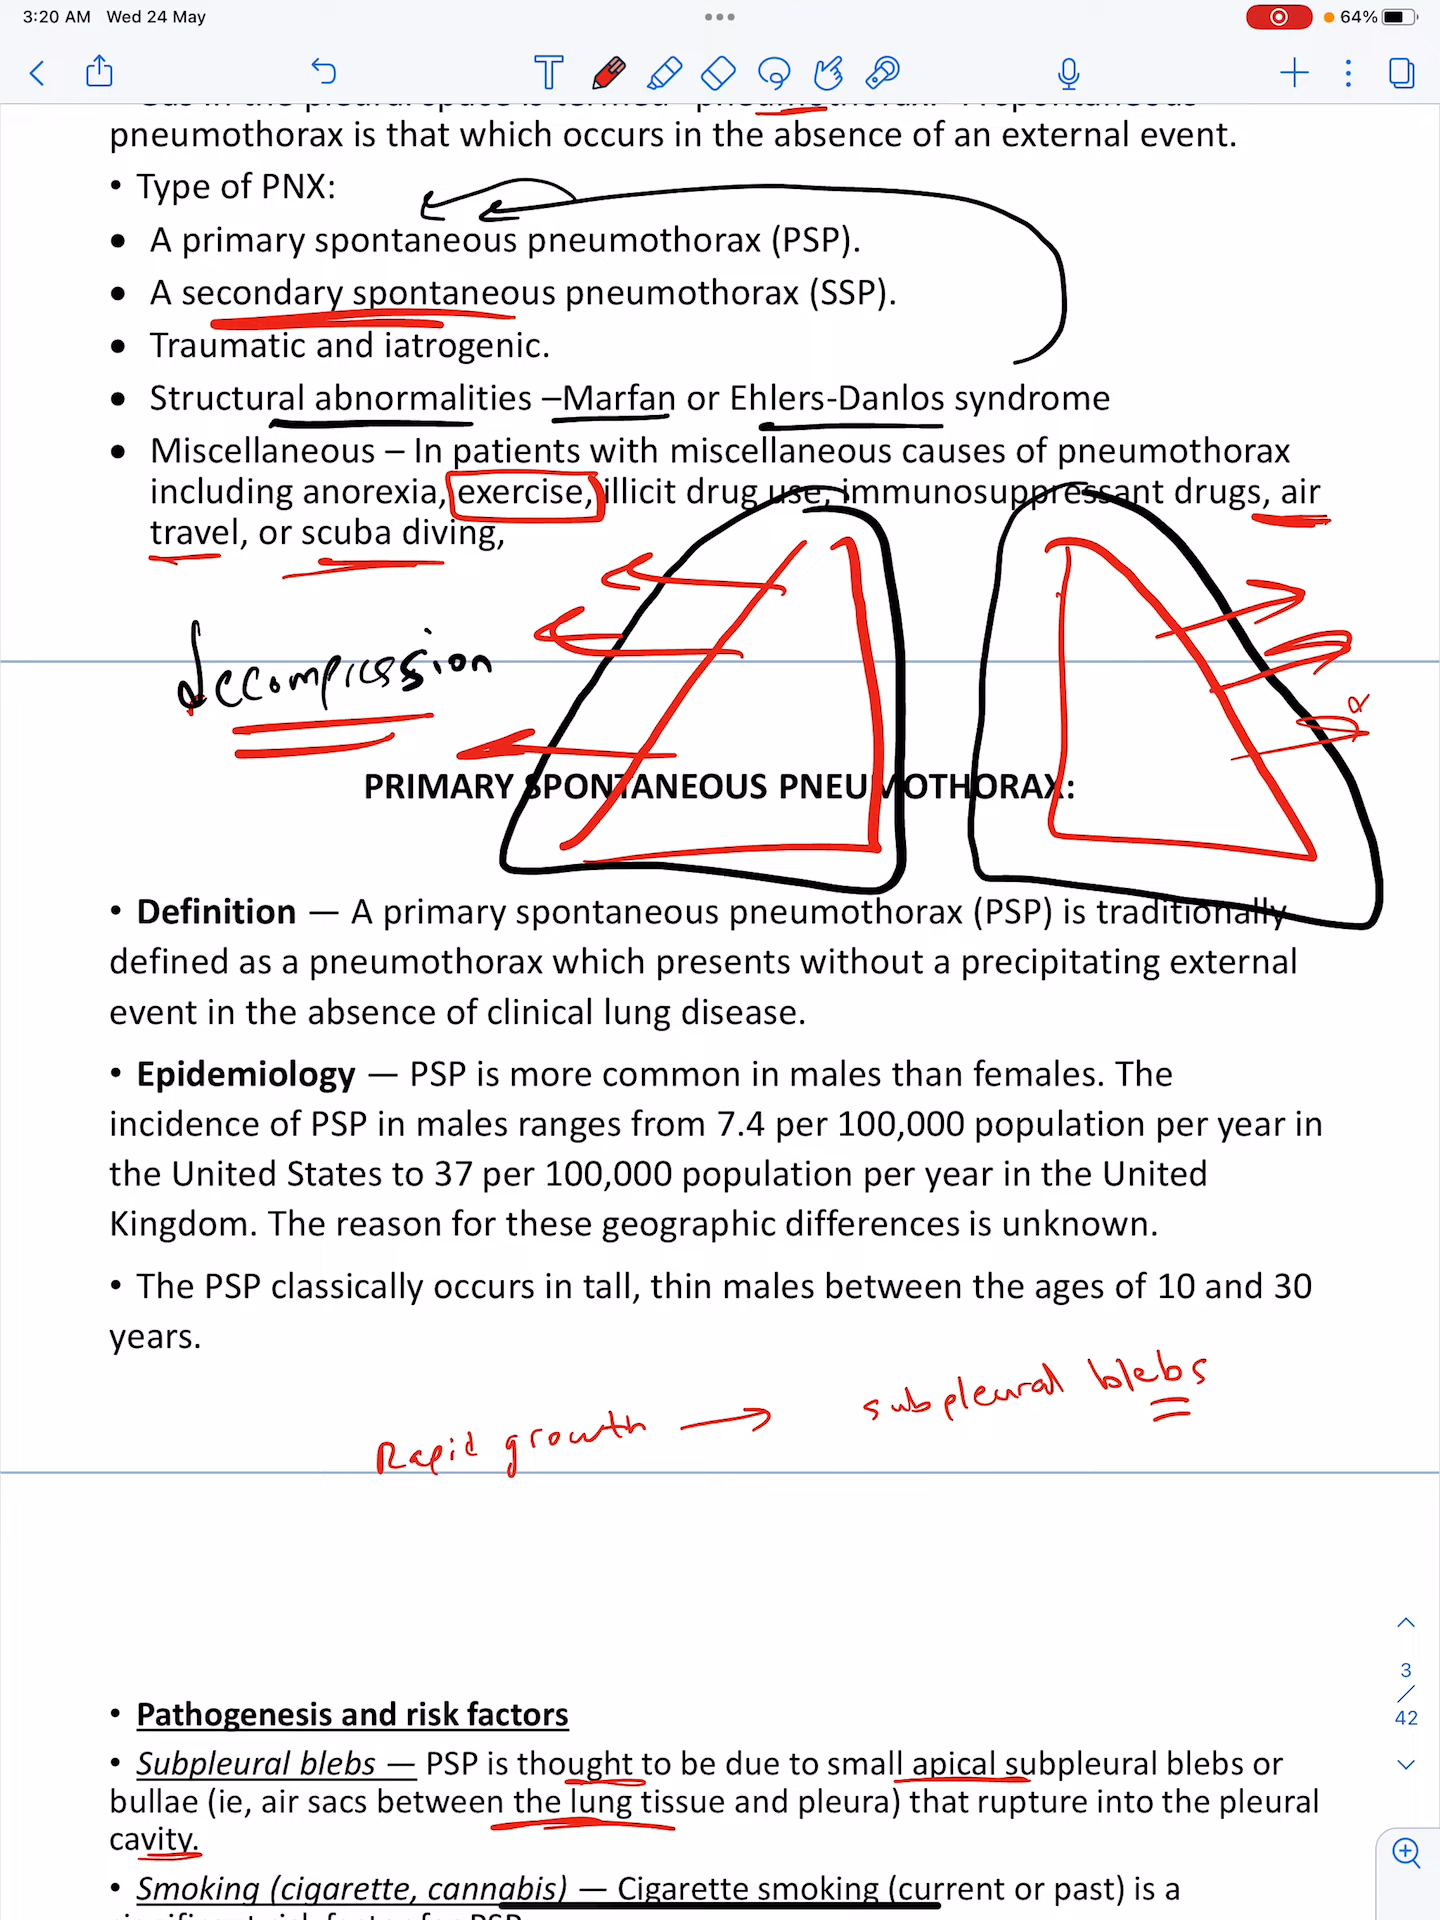 3:20 AM Wed 24 May
64%
pneumothorax is that which occurs in the absence of an external event.
• Type of PNX:
• A primary spontaneous pneumothorax (PSP).
• A secondary spontaneous pneumothorax (SSP).
• Traumatic and iatrogenic.
• Structural abnormalities –Marfan or Ehlers-Danlos syndrome
• Miscellaneous – In patients with miscellaneous causes of pneumothorax
including anorexia, exercise, illicit drug use, immunosuppressant drugs, air
travel, or scuba diving,
decompression
PRIMARY SPONTANEOUS PNEUMOTHORAX:
• Definition — A primary spontaneous pneumothorax (PSP) is traditionally
defined as a pneumothorax which presents without a precipitating external
event in the absence of clinical lung disease.
• Epidemiology — PSP is more common in males than females. The
incidence of PSP in males ranges from 7.4 per 100,000 population per year in
the United States to 37 per 100,000 population per year in the United
Kingdom. The reason for these geographic differences is unknown.
• The PSP classically occurs in tall, thin males between the ages of 10 and 30
years.
Rapid growth → subpleural blebs
3
/
42
• Pathogenesis and risk factors
• Subpleural blebs — PSP is thought to be due to small apical subpleural blebs or
bullae (ie, air sacs between the lung tissue and pleura) that rupture into the pleural
cavity.
• Smoking (cigarette, cannabis) — Cigarette smoking (current or past) is a